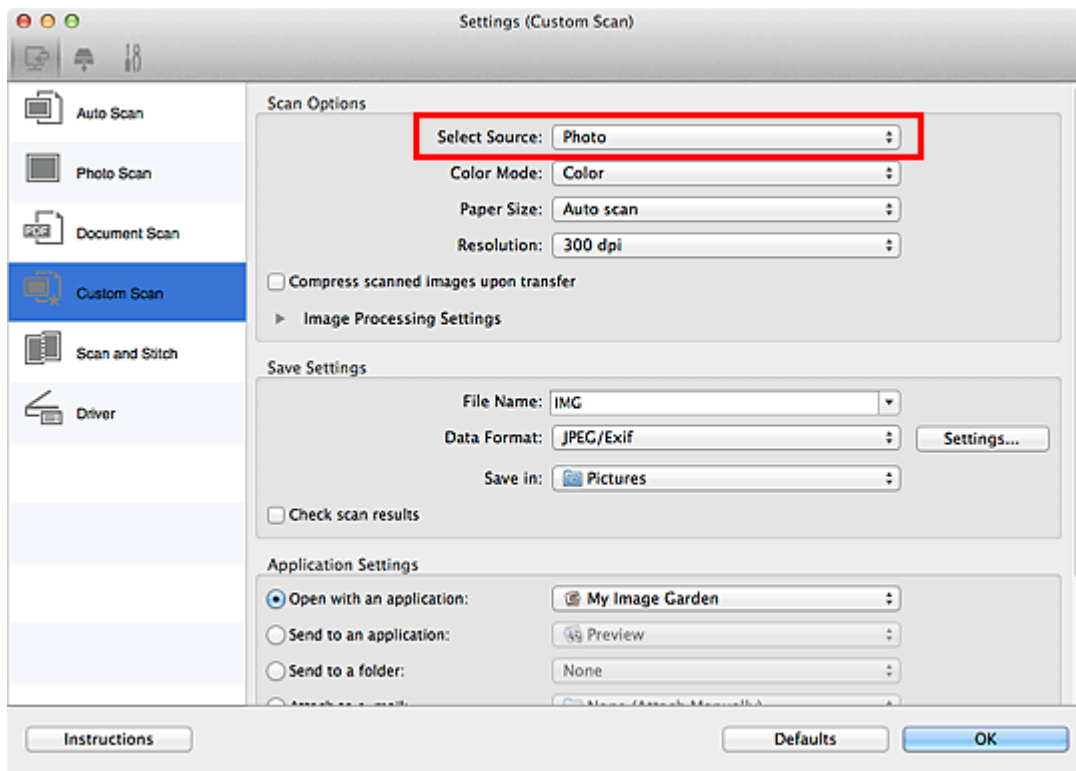 Settings (Custom Scan)
Auto Scan
Photo Scan
PDF
Document Scan
Custom Scan
Scan and Stitch
Driver
Scan Options
Select Source: Photo
Color Mode: Color
Paper Size: Auto scan
Resolution: 300 dpi
Compress scanned images upon transfer
Image Processing Settings
Save Settings
File Name: IMG
Data Format: JPEG/Exif Settings...
Save in: Pictures
Check scan results
Application Settings
Open with an application: My Image Garden
Send to an application: Preview
Send to a folder: None
Instructions Defaults OK